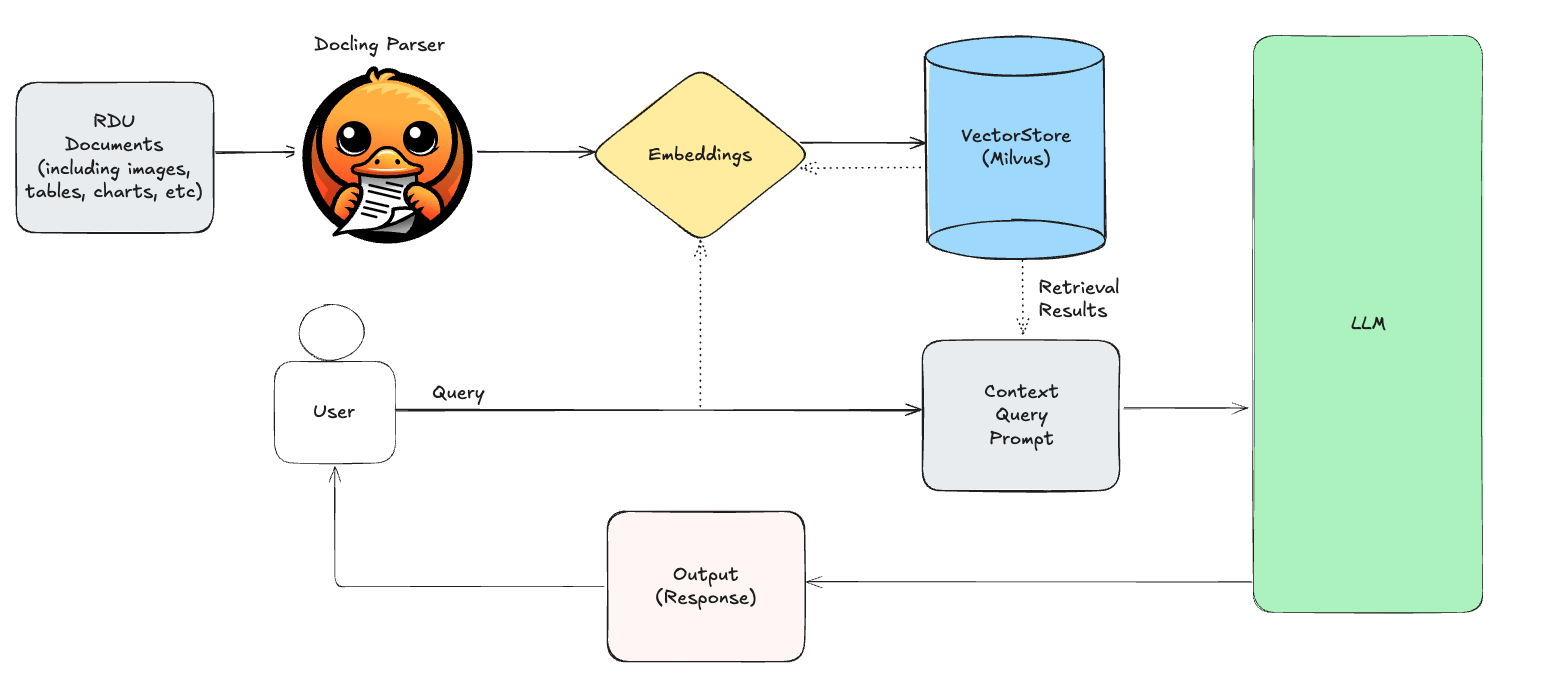 Docling Parser
RDU
Documents
(including images,
tables, charts, etc)
Embeddings
VectorStore
(Milvus)
Retrieval
Results
LLM
Query
User
Context
Query
Prompt
Output
(Response)